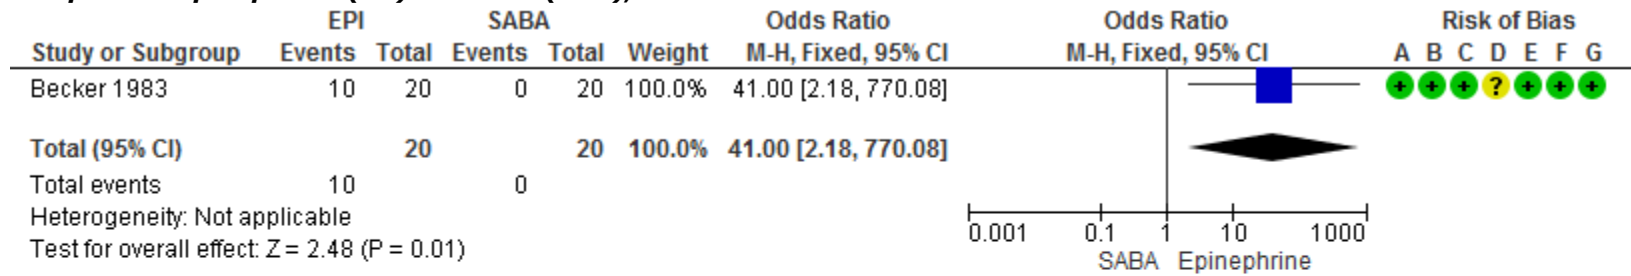 EPI SABA Odds Ratio Odds Ratio Risk of Bias
Study or Subgroup Events Total Events Total Weight M-H, Fixed, 95% CI M-H, Fixed, 95% CI A B C D E F G
Becker 1983 10 20 0 20 100.0% 41.00 [2.18, 770.08] + + + ? + + +
Total (95% CI) 20 20 100.0% 41.00 [2.18, 770.08]
Total events 10 0
Heterogeneity: Not applicable
Test for overall effect: Z = 2.48 (P = 0.01)
0.001 0.1 1 10 1000
SABA Epinephrine